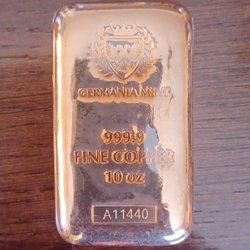 GERMANIA MINT
999.9
FINE COPPER
10 oz
A11440